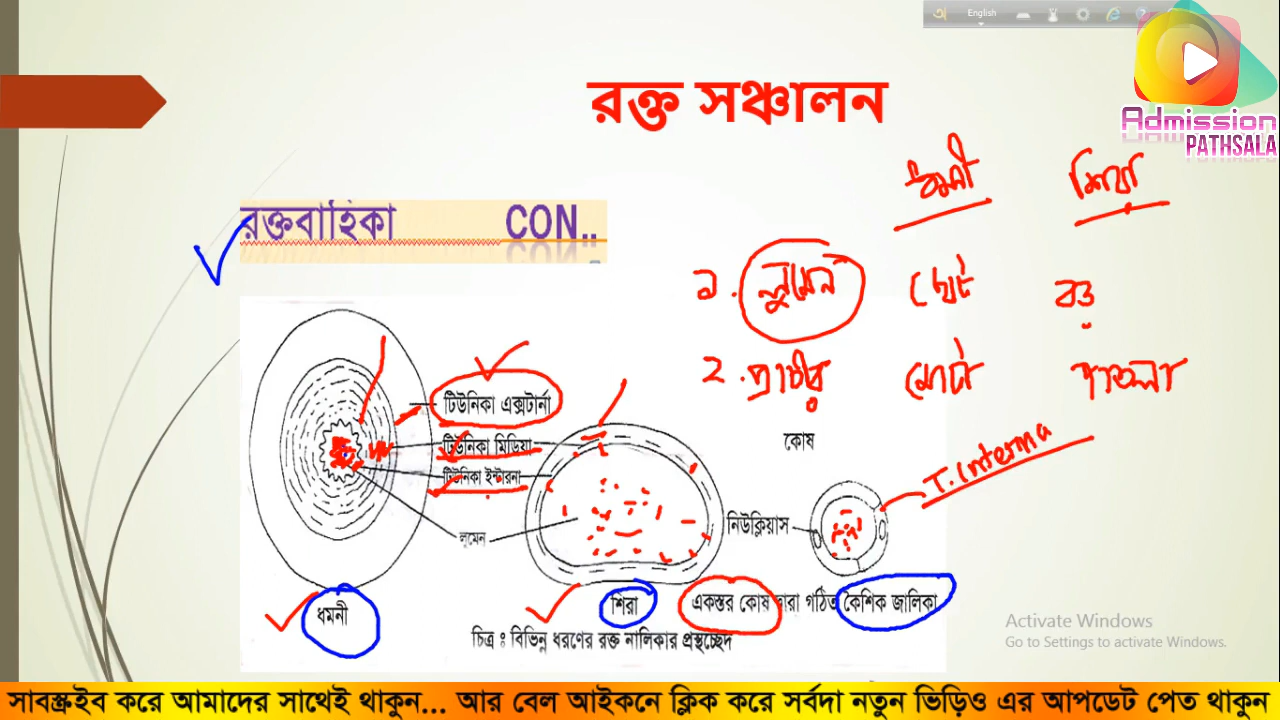 English
Admission
PATHSALA
রক্ত সঞ্চালন
ধমনী শিরা
রক্তবাহিকা CON..
১. লুমেন ছোট বড়
২. প্রাচীর মোটা পাতলা
টিউনিকা এক্সটার্না
টিউনিকা মিডিয়া
টিউনিকা ইন্টারনা
লুমেন
কোষ
T. Interna
নিউক্লিয়াস
ধমনী
শিরা
একস্তর কোষ দ্বারা গঠিত কৈশিক জালিকা
চিত্র ঃ বিভিন্ন ধরণের রক্ত নালিকার প্রস্থচ্ছেদ
Activate Windows
Go to Settings to activate Windows.
সাবস্ক্রইব করে আমাদের সাথেই থাকুন... আর বেল আইকনে ক্লিক করে সর্বদা নতুন ভিড়িও এর আপডেট পেত থাকুন